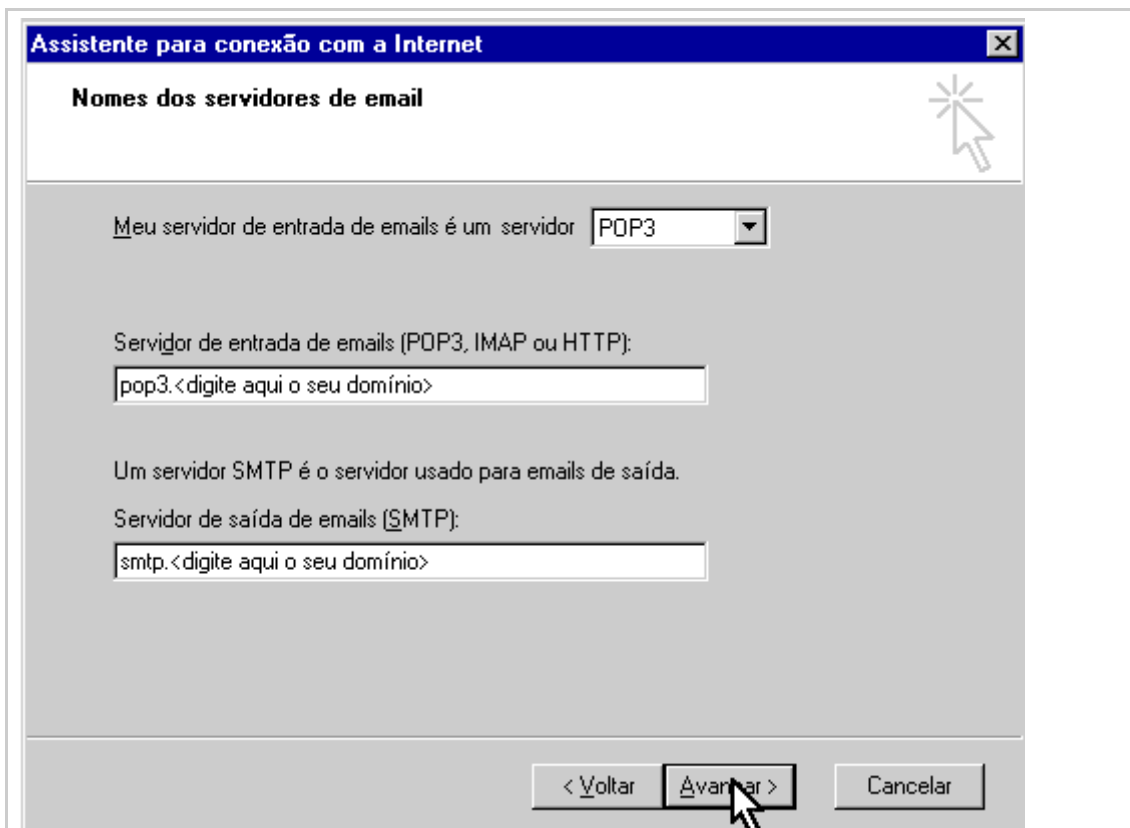 Assistente para conexão com a Internet
Nomes dos servidores de email
Meu servidor de entrada de emails é um servidor POP3
Servidor de entrada de emails (POP3, IMAP ou HTTP):
pop3.<digite aqui o seu domínio>
Um servidor SMTP é o servidor usado para emails de saída.
Servidor de saída de emails (SMTP):
smtp.<digite aqui o seu domínio>
< Voltar Avançar > Cancelar